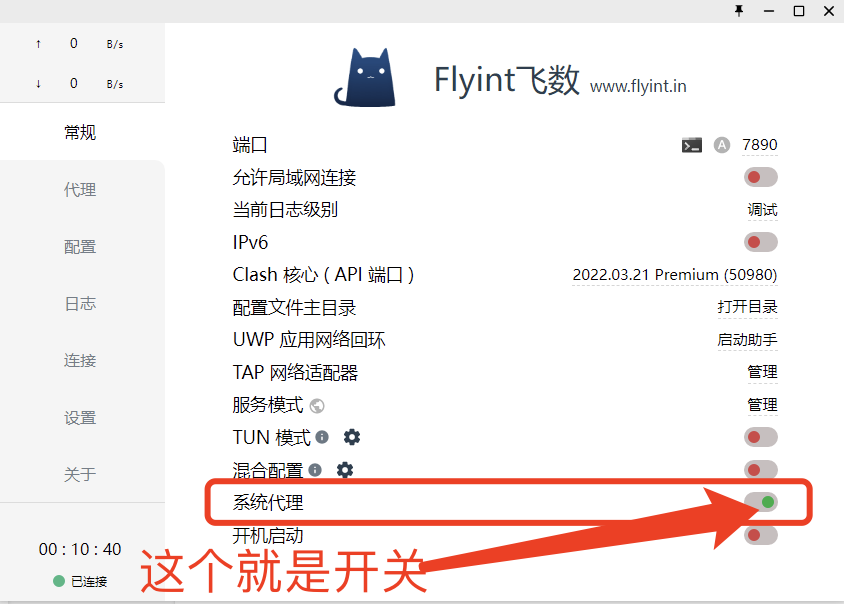 ↑ 0 B/s
↓ 0 B/s
常规
代理
配置
日志
连接
设置
关于
00 : 10 : 40
已连接
Flyint飞数 www.flyint.in
端口 A 7890
允许局域网连接
当前日志级别 调试
IPv6
Clash 核心 ( API 端口 ) 2022.03.21 Premium (50980)
配置文件主目录 打开目录
UWP 应用网络回环 启动助手
TAP 网络适配器 管理
服务模式 管理
TUN 模式
混合配置
系统代理
开机启动
这个就是开关